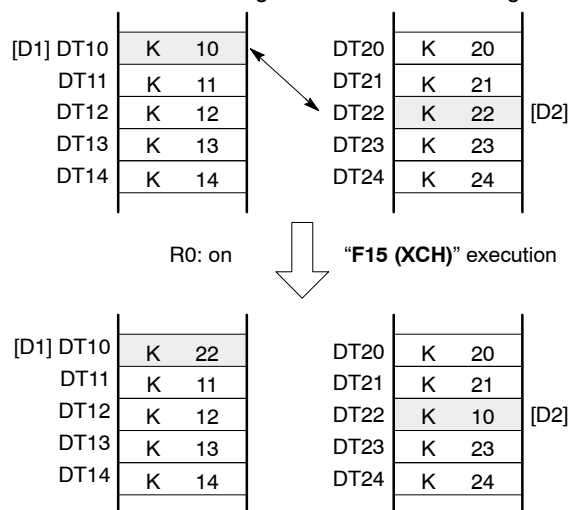 [D1] DT10 K 10 DT20 K 20
DT11 K 11 DT21 K 21
DT12 K 12 DT22 K 22 [D2]
DT13 K 13 DT23 K 23
DT14 K 14 DT24 K 24
R0: on “F15 (XCH)” execution
[D1] DT10 K 22 DT20 K 20
DT11 K 11 DT21 K 21
DT12 K 12 DT22 K 10 [D2]
DT13 K 13 DT23 K 23
DT14 K 14 DT24 K 24